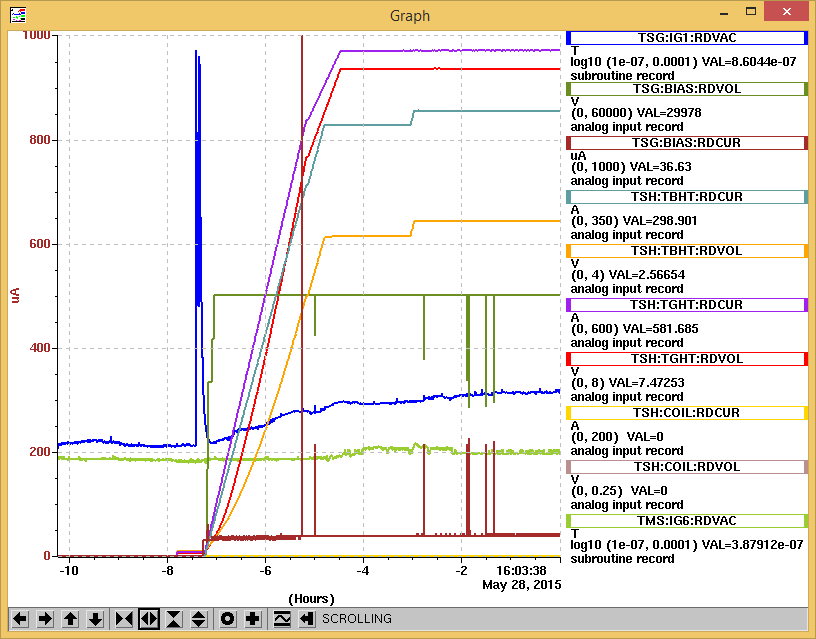 Graph
1000
800
600
400
200
0
uA
-10
-8
-6
-4
-2
16:03:38
May 28, 2015
(Hours)
TSG:IG1:RDVAC
T
log10 (1e-07, 0.0001) VAL=8.6044e-07
subroutine record
TSG:BIAS:RDVOL
V
(0, 60000) VAL=29978
analog input record
TSG:BIAS:RDCUR
uA
(0, 1000) VAL=36.63
analog input record
TSH:TBHT:RDCUR
A
(0, 350) VAL=298.901
analog input record
TSH:TBHT:RDVOL
V
(0, 4) VAL=2.56654
analog input record
TSH:TGHT:RDCUR
A
(0, 600) VAL=581.685
analog input record
TSH:TGHT:RDVOL
V
(0, 8) VAL=7.47253
analog input record
TSH:COIL:RDCUR
A
(0, 200) VAL=0
analog input record
TSH:COIL:RDVOL
V
(0, 0.25) VAL=0
analog input record
TMS:IG6:RDVAC
T
log10 (1e-07, 0.0001) VAL=3.87912e-07
subroutine record
SCROLLING